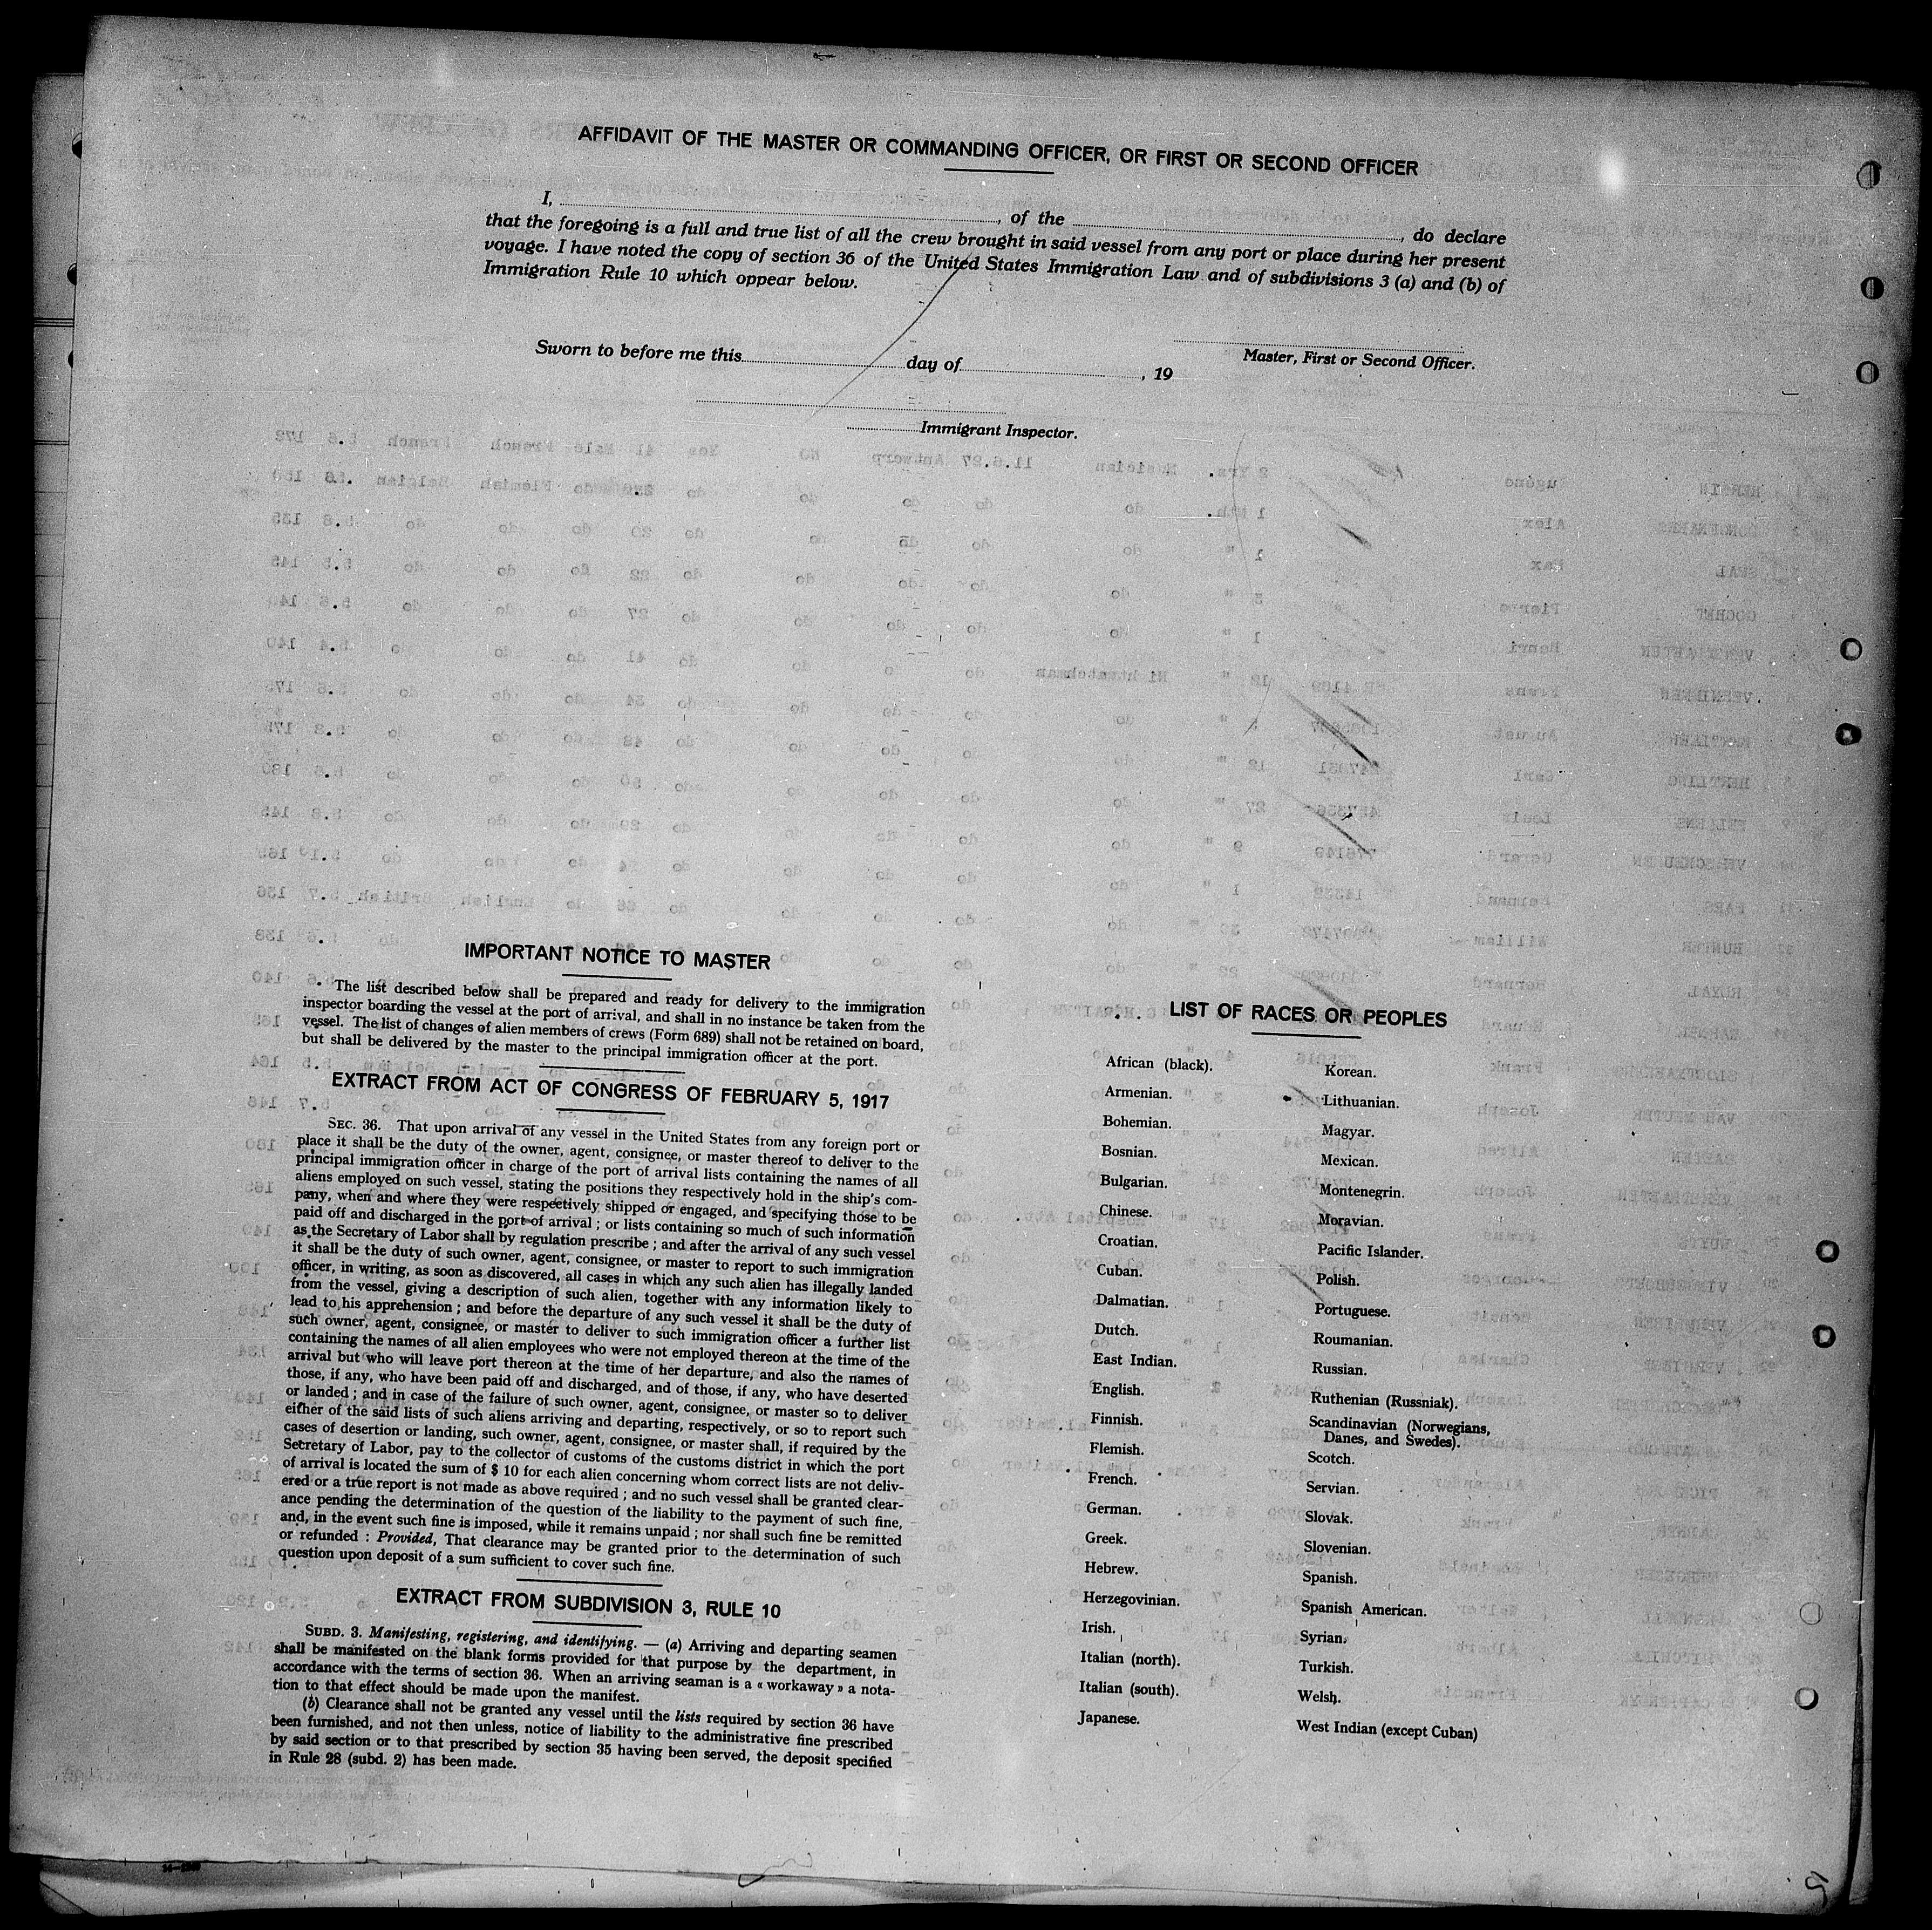 AFFIDAVIT OF THE MASTER OR COMMANDING OFFICER, OR FIRST OR SECOND OFFICER
I, , of the , do declare
that the foregoing is a full and true list of all the crew brought in said vessel from any port or place during her present
voyage. I have noted the copy of section 36 of the United States Immigration Law and of subdivisions 3 (a) and (b) of
Immigration Rule 10 which oppear below.
Sworn to before me this day of , 19
Master, First or Second Officer.
Immigrant Inspector.
IMPORTANT NOTICE TO MASTER
The list described below shall be prepared and ready for delivery to the immigration
inspector boarding the vessel at the port of arrival, and shall in no instance be taken from the
vessel. The list of changes of alien members of crews (Form 689) shall not be retained on board,
but shall be delivered by the master to the principal immigration officer at the port.
EXTRACT FROM ACT OF CONGRESS OF FEBRUARY 5, 1917
SEC. 36. That upon arrival of any vessel in the United States from any foreign port or
place it shall be the duty of the owner, agent, consignee, or master thereof to deliver to the
principal immigration officer in charge of the port of arrival lists containing the names of all
aliens employed on such vessel, stating the positions they respectively hold in the ship's com-
pany, when and where they were respectively shipped or engaged, and specifying those to be
paid off and discharged in the port of arrival ; or lists containing so much of such information
as the Secretary of Labor shall by regulation prescribe ; and after the arrival of any such vessel
it shall be the duty of such owner, agent, consignee, or master to report to such immigration
officer, in writing, as soon as discovered, all cases in which any such alien has illegally landed
from the vessel, giving a description of such alien, together with any information likely to
lead to his apprehension ; and before the departure of any such vessel it shall be the duty of
such owner, agent, consignee, or master to deliver to such immigration officer a further list
containing the names of all alien employees who were not employed thereon at the time of the
arrival but who will leave port thereon at the time of her departure, and also the names of
those, if any, who have been paid off and discharged, and of those, if any, who have deserted
or landed ; and in case of the failure of such owner, agent, consignee, or master so to deliver
either of the said lists of such aliens arriving and departing, respectively, or so to report such
cases of desertion or landing, such owner, agent, consignee, or master shall, if required by the
Secretary of Labor, pay to the collector of customs of the customs district in which the port
of arrival is located the sum of $ 10 for each alien concerning whom correct lists are not deliv-
ered or a true report is not made as above required ; and no such vessel shall be granted clear-
ance pending the determination of the question of the liability to the payment of such fine,
and, in the event such fine is imposed, while it remains unpaid ; nor shall such fine be remitted
or refunded : Provided, That clearance may be granted prior to the determination of such
question upon deposit of a sum sufficient to cover such fine.
EXTRACT FROM SUBDIVISION 3, RULE 10
SUBD. 3. Manifesting, registering, and identifying. — (a) Arriving and departing seamen
shall be manifested on the blank forms provided for that purpose by the department, in
accordance with the terms of section 36. When an arriving seaman is a « workaway » a nota-
tion to that effect should be made upon the manifest.
(b) Clearance shall not be granted any vessel until the lists required by section 36 have
been furnished, and not then unless, notice of liability to the administrative fine prescribed
by said section or to that prescribed by section 35 having been served, the deposit specified
in Rule 28 (subd. 2) has been made.
LIST OF RACES OR PEOPLES
African (black).
Armenian.
Bohemian.
Bosnian.
Bulgarian.
Chinese.
Croatian.
Cuban.
Dalmatian.
Dutch.
East Indian.
English.
Finnish.
Flemish.
French.
German.
Greek.
Hebrew.
Herzegovinian.
Irish.
Italian (north).
Italian (south).
Japanese.
Korean.
Lithuanian.
Magyar.
Mexican.
Montenegrin.
Moravian.
Pacific Islander.
Polish.
Portuguese.
Roumanian.
Russian.
Ruthenian (Russniak).
Scandinavian (Norwegians,
Danes, and Swedes).
Scotch.
Servian.
Slovak.
Slovenian.
Spanish.
Spanish American.
Syrian.
Turkish.
Welsh.
West Indian (except Cuban)